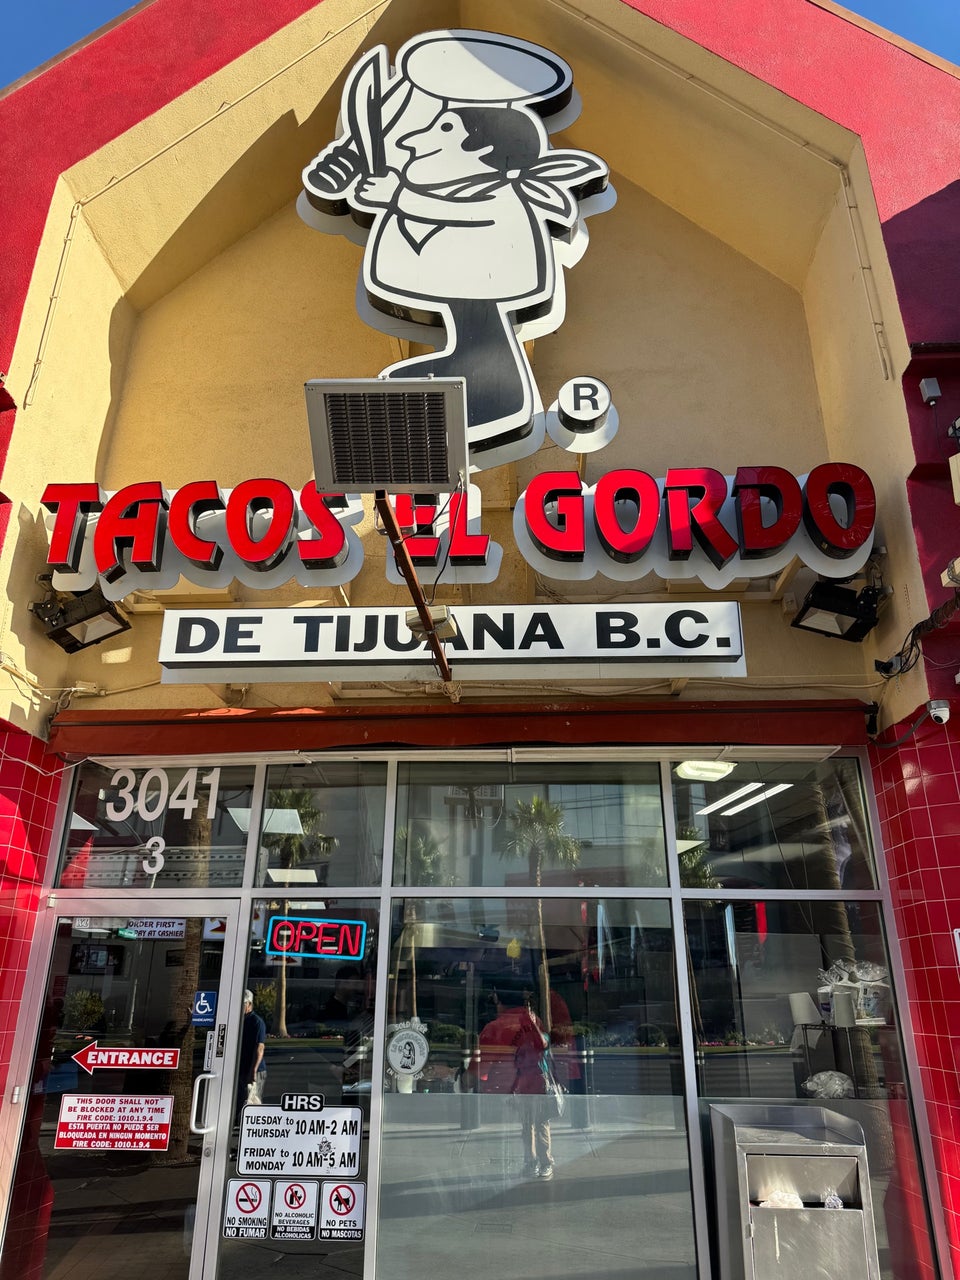 R
TACOS EL GORDO
DE TIJUANA B.C.
3041
3
ORDER FIRST
PAY AT CASHIER
OPEN
ENTRANCE
THIS DOOR SHALL NOT
BE BLOCKED AT ANY TIME
FIRE CODE: 1010.1.9.4
ESTA PUERTA NO PUEDE SER
BLOQUEADA EN NINGUN MOMENTO
FIRE CODE: 1010.1.9.4
HRS
TUESDAY to THURSDAY 10 AM-2 AM
FRIDAY to MONDAY 10 AM-5 AM
NO SMOKING
NO FUMAR
NO ALCOHOLIC
BEVERAGES
NO BEBIDAS
ALCOHOLICAS
NO PETS
NO MASCOTAS